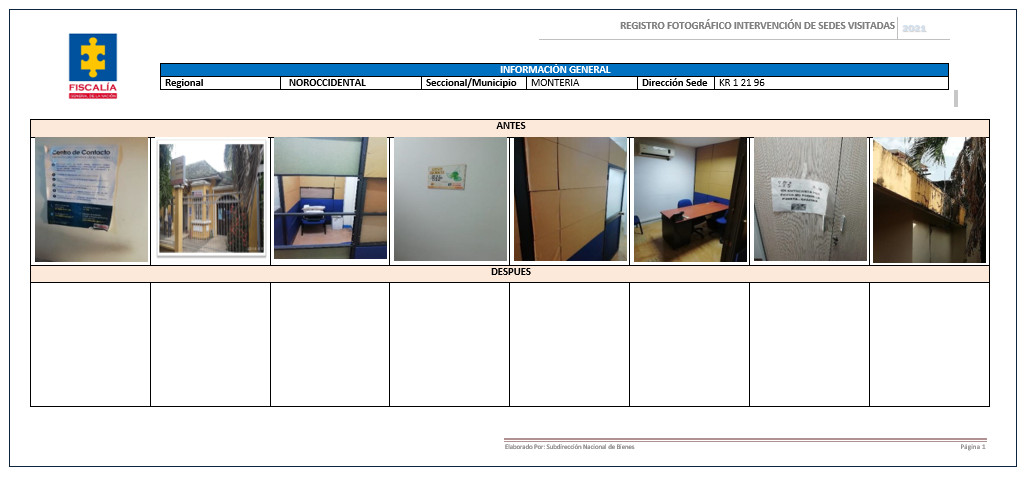 REGISTRO FOTOGRÁFICO INTERVENCIÓN DE SEDES VISITADAS 2021
FISCALÍA
GENERAL DE LA NACIÓN
INFORMACIÓN GENERAL
Regional NOROCCIDENTAL Seccional/Municipio MONTERIA Dirección Sede KR 1 21 96
ANTES
Centro de Contacto
DESPUES
Elaborado Por: Subdirección Nacional de Bienes Página 1